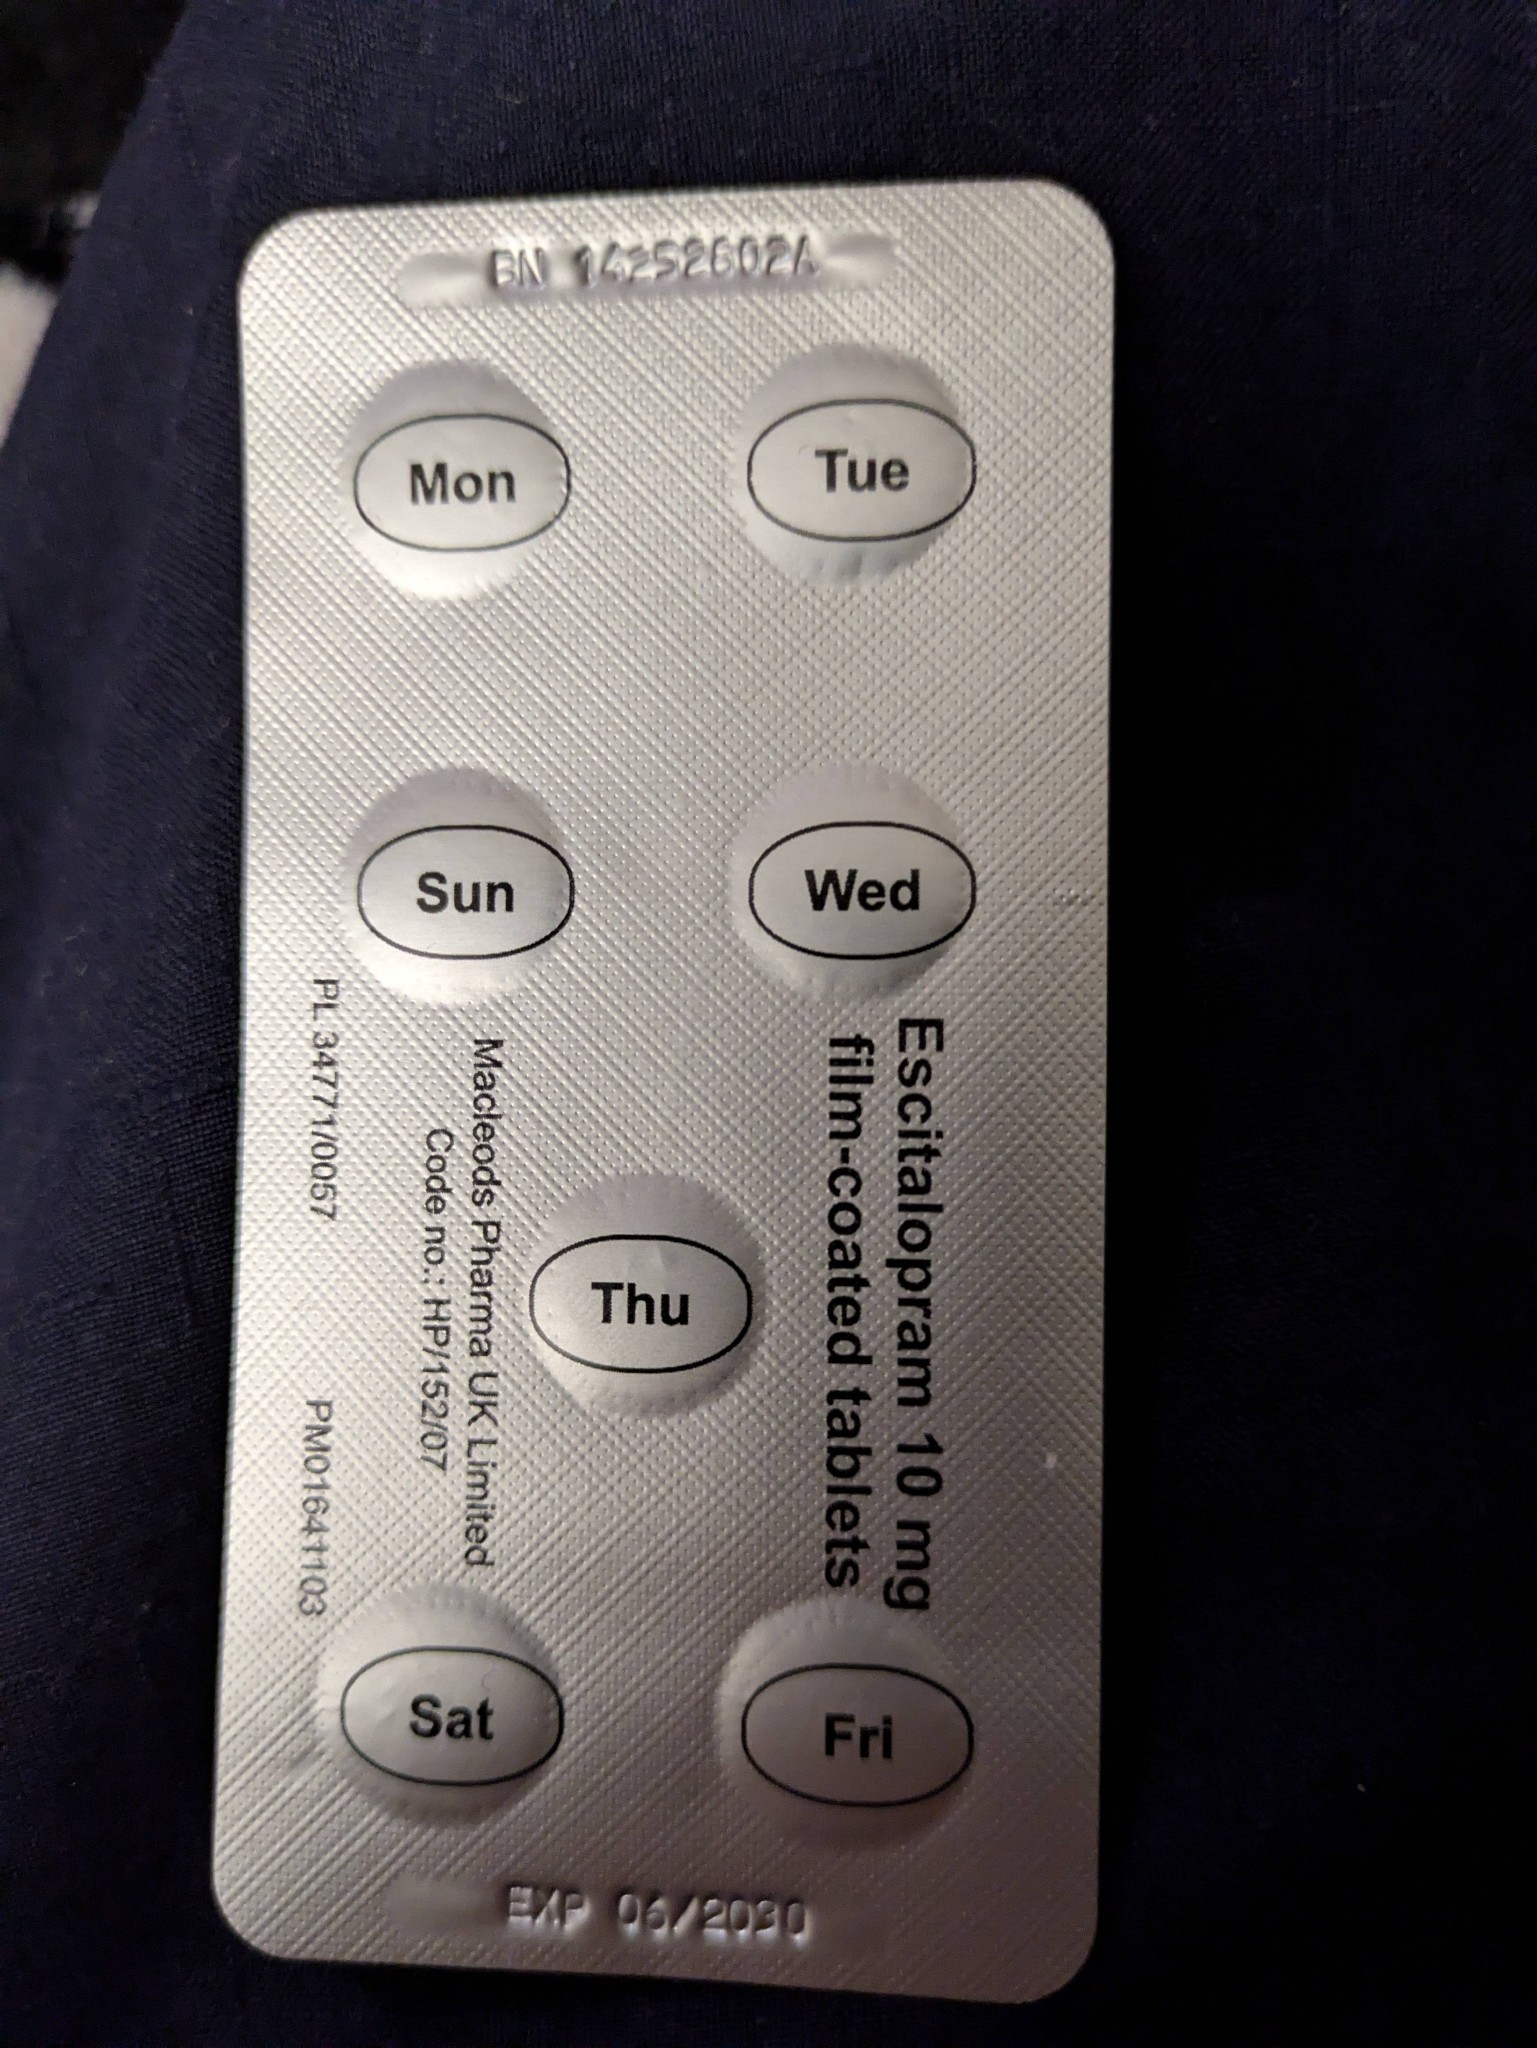 BN 14252602A
Mon
Tue
Sun
Wed
Thu
Sat
Fri
Escitalopram 10 mg
film-coated tablets
Macleods Pharma UK Limited
Code no.: HP/152/07
PL 34771/0057
PM01641103
EXP 06/2030